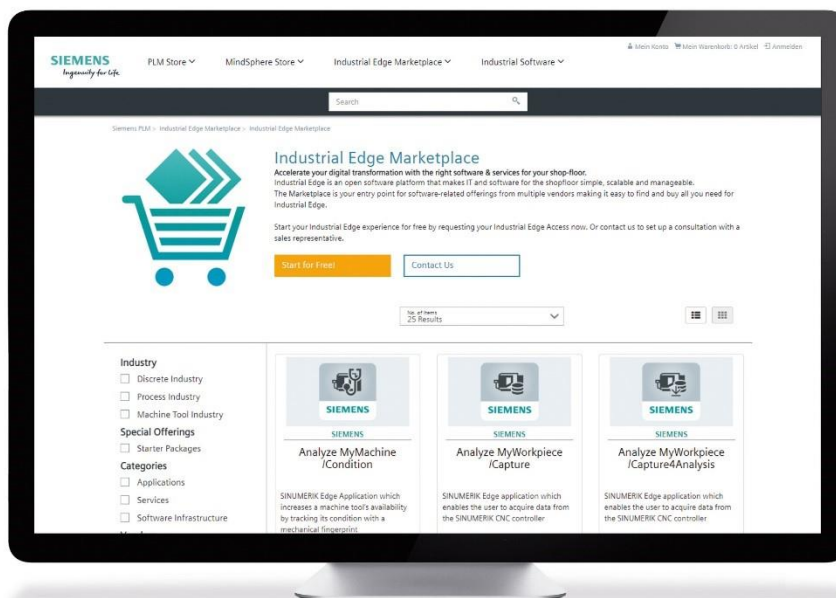 Mein Konto Mein Warenkorb: 0 Artikel Anmelden
SIEMENS
Ingenuity for life
PLM Store MindSphere Store Industrial Edge Marketplace Industrial Software
Search
Siemens PLM > Industrial Edge Marketplace > Industrial Edge Marketplace
Industrial Edge Marketplace
Accelerate your digital transformation with the right software & services for your shop-floor.
Industrial Edge is an open software platform that makes IT and software for the shopfloor simple, scalable and manageable.
The Marketplace is your entry point for software-related offerings from multiple vendors making it easy to find and buy all you need for
Industrial Edge.
Start your Industrial Edge experience for free by requesting your Industrial Edge Access now. Or contact us to set up a consultation with a
sales representative.
Start for Free!
Contact Us
No. of Items
25 Results
Industry
Discrete Industry
Process Industry
Machine Tool Industry
Special Offerings
Starter Packages
Categories
Applications
Services
Software Infrastructure
SIEMENS
SIEMENS
Analyze MyMachine
/Condition
SINUMERIK Edge Application which
increases a machine tool's availability
by tracking its condition with a
mechanical fingerprint
SIEMENS
SIEMENS
Analyze MyWorkpiece
/Capture
SINUMERIK Edge application which
enables the user to acquire data from
the SINUMERIK CNC controller
SIEMENS
SIEMENS
Analyze MyWorkpiece
/Capture4Analysis
SINUMERIK Edge application which
enables the user to acquire data from
the SINUMERIK CNC controller